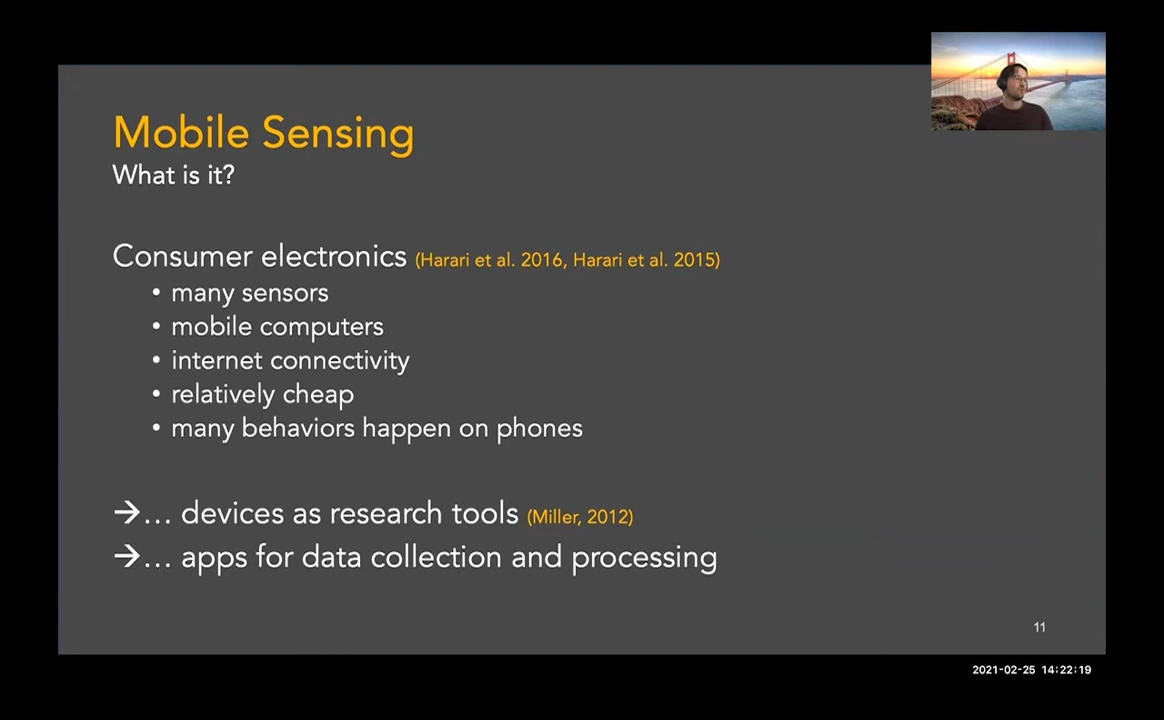 Mobile Sensing
What is it?
Consumer electronics (Harari et al. 2016, Harari et al. 2015)
• many sensors
• mobile computers
• internet connectivity
• relatively cheap
• many behaviors happen on phones
→… devices as research tools (Miller, 2012)
→… apps for data collection and processing
11
2021-02-25 14:22:19